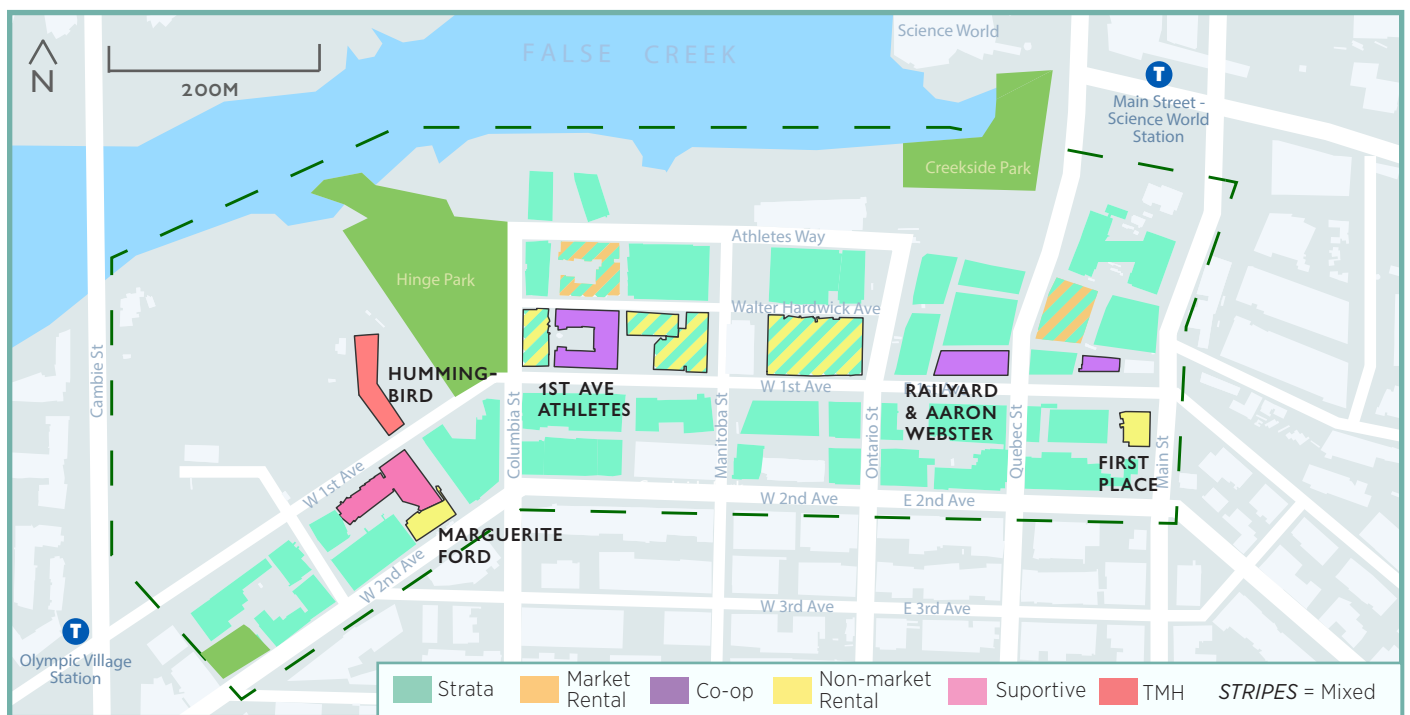 FALSE CREEK
Science World
N
200M
T
Main Street -
Science World
Station
Creekside Park
Hinge Park
Athletes Way
Walter Hardwick Ave
Cambie St
HUMMING-
BIRD
1ST AVE
ATHLETES
W 1st Ave
RAILYARD
& AARON
WEBSTER
Columbia St
Manitoba St
Ontario St
Quebec St
Main St
FIRST
PLACE
W 1st Ave
W 2nd Ave
E 2nd Ave
MARGUERITE
FORD
W 2nd Ave
W 3rd Ave
E 3rd Ave
T
Olympic Village
Station
Strata
Market
Rental
Co-op
Non-market
Rental
Suportive
TMH
STRIPES = Mixed